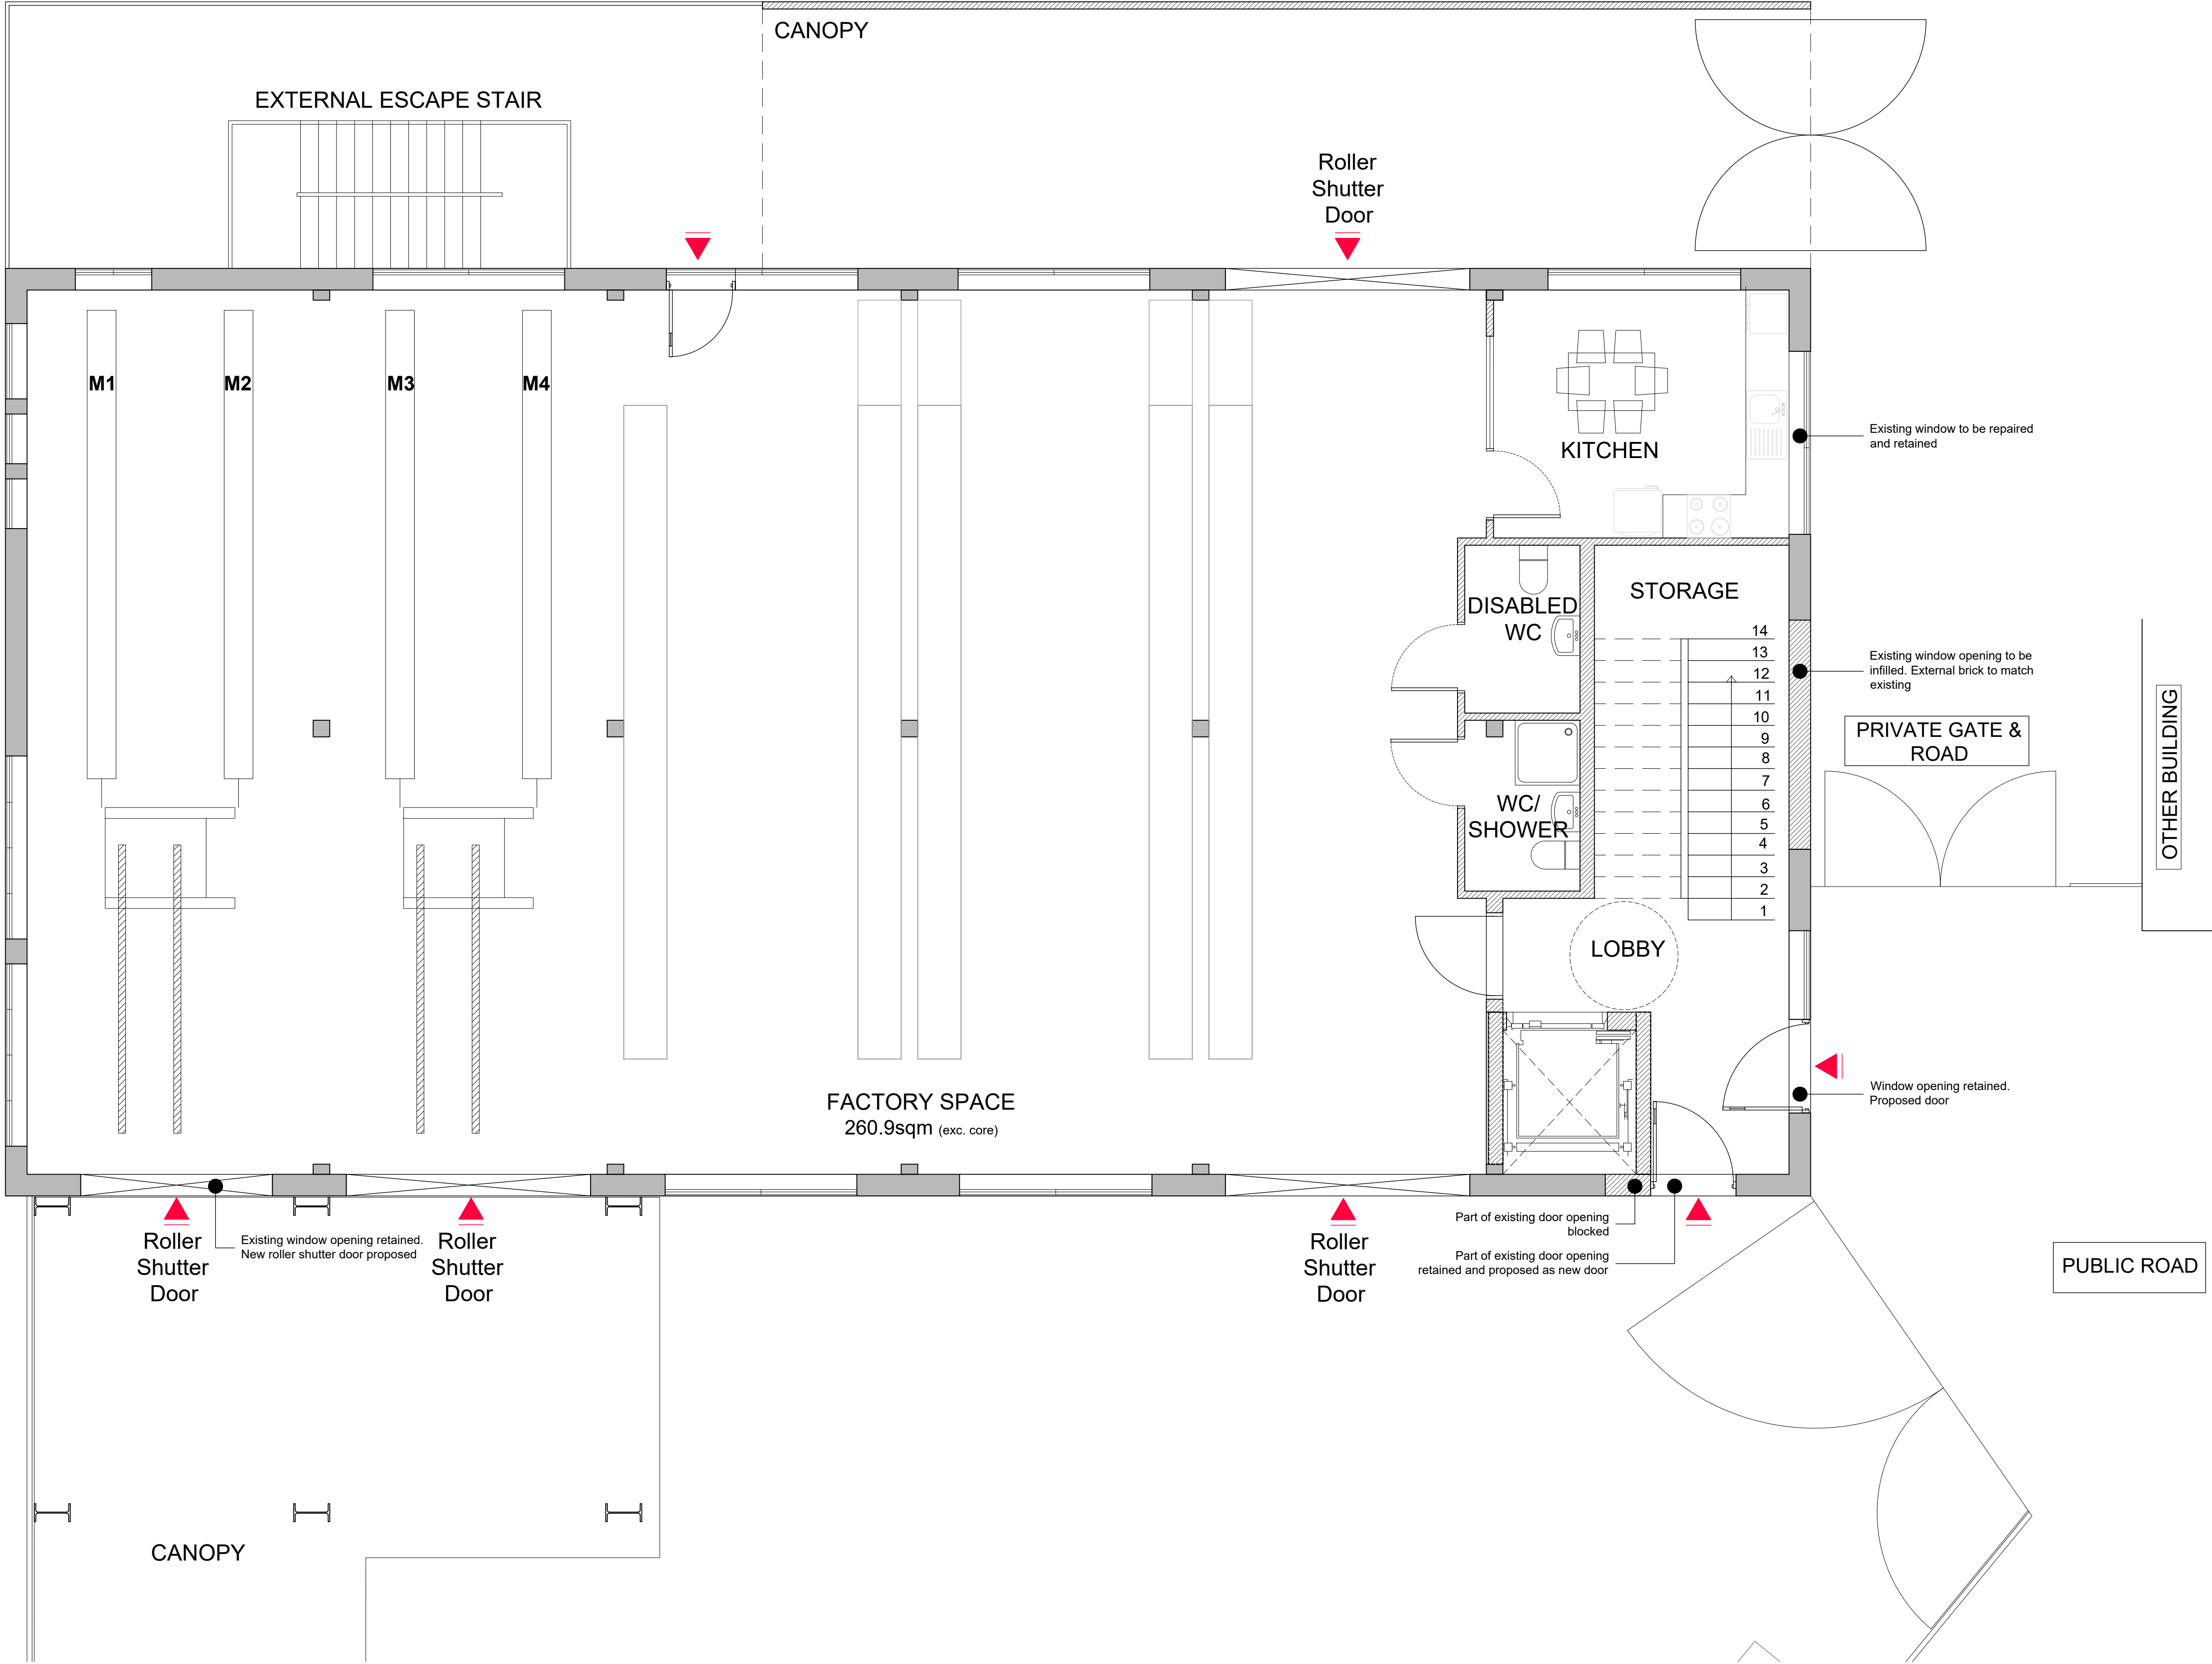 CANOPY
EXTERNAL ESCAPE STAIR
Roller
Shutter
Door
M1
M2
M3
M4
KITCHEN
Existing window to be repaired
and retained
DISABLED
WC
STORAGE
14
13
12
11
10
9
8
7
6
5
4
3
2
1
Existing window opening to be
infilled. External brick to match
existing
PRIVATE GATE &
ROAD
OTHER BUILDING
WC/
SHOWER
LOBBY
FACTORY SPACE
260.9sqm (exc. core)
Window opening retained.
Proposed door
Roller
Shutter
Door
Existing window opening retained.
New roller shutter door proposed
Roller
Shutter
Door
Roller
Shutter
Door
Part of existing door opening
blocked
Part of existing door opening
retained and proposed as new door
PUBLIC ROAD
CANOPY